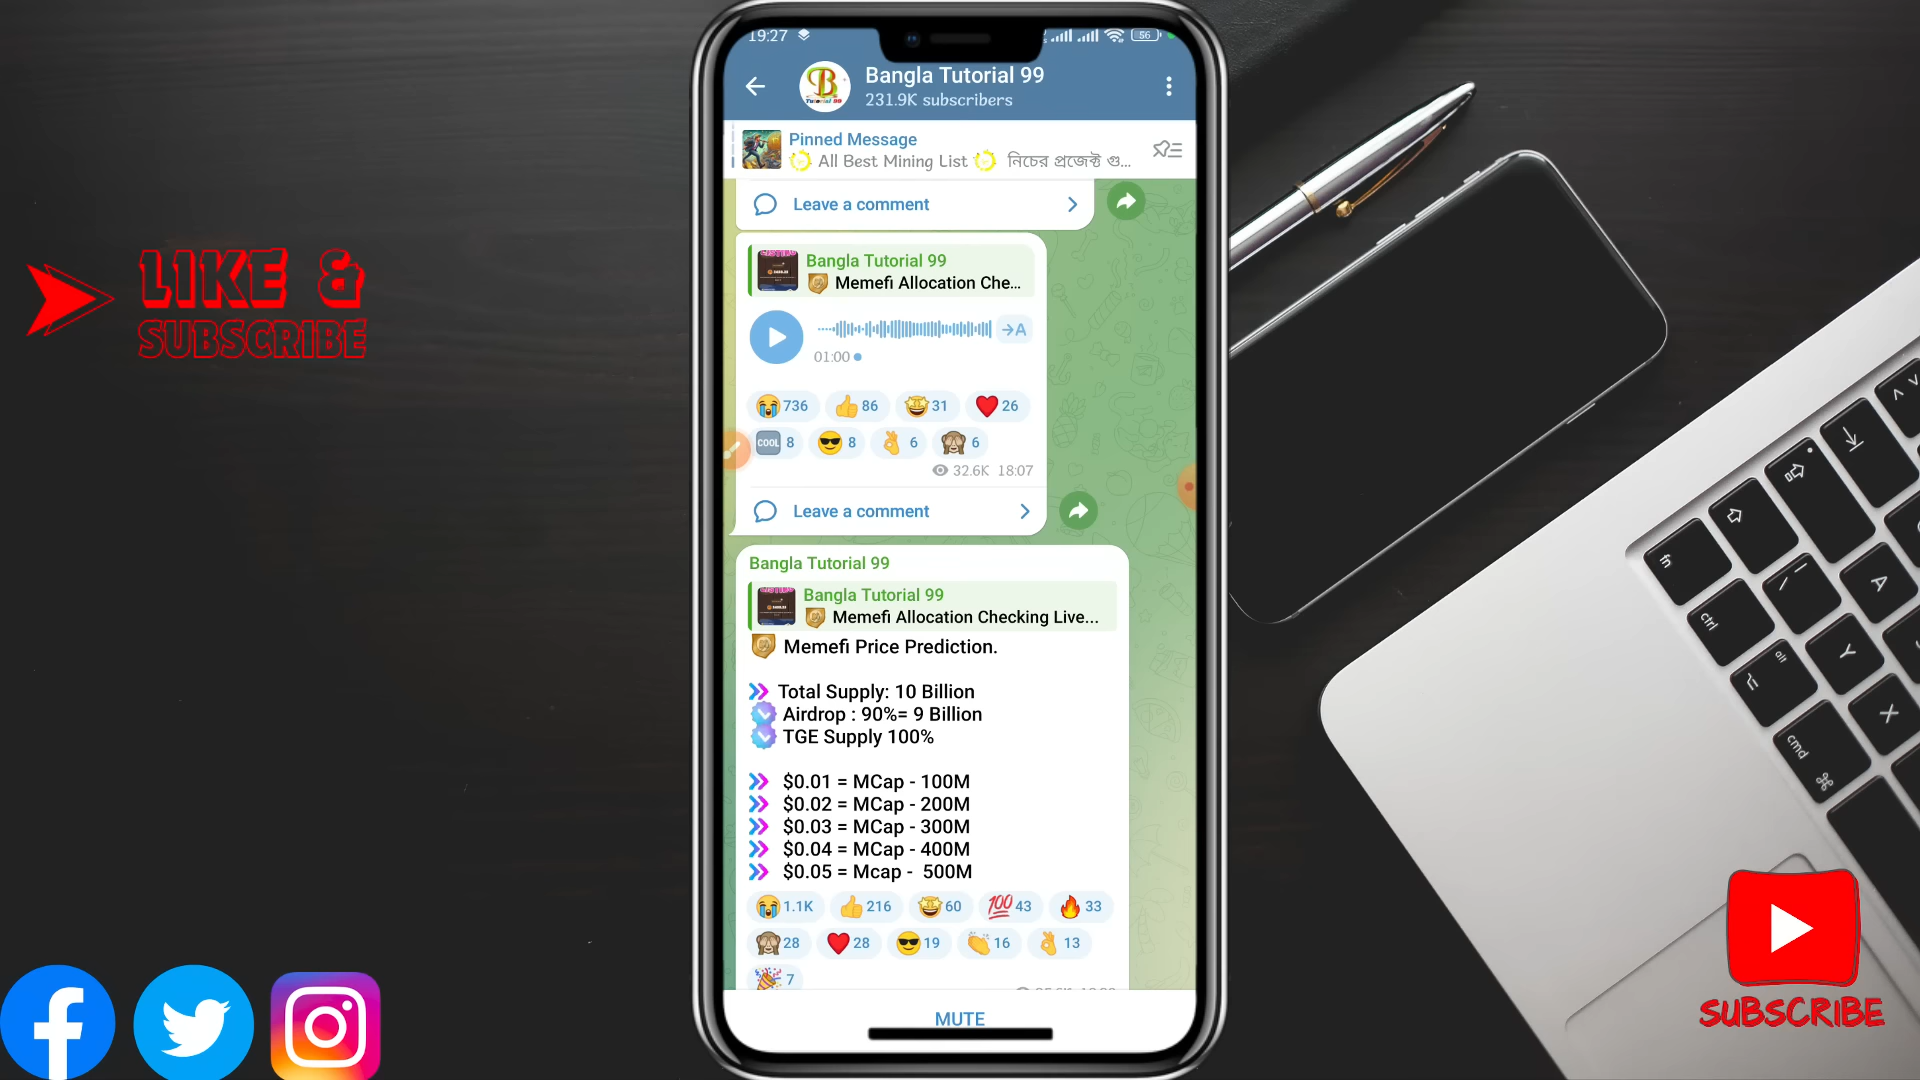 19:27
56
Bangla Tutorial 99
231.9K subscribers
Pinned Message
All Best Mining List নিচের প্রজেক্ট গু...
Leave a comment
Bangla Tutorial 99
Memefi Allocation Che...
→A
01:00
736 86 31 26
COOL 8 8 6 6
32.6K 18:07
Leave a comment
Bangla Tutorial 99
Bangla Tutorial 99
Memefi Allocation Checking Live...
Memefi Price Prediction.
Total Supply: 10 Billion
Airdrop : 90%= 9 Billion
TGE Supply 100%
$0.01 = MCap - 100M
$0.02 = MCap - 200M
$0.03 = MCap - 300M
$0.04 = MCap - 400M
$0.05 = Mcap - 500M
1.1K 216 60 100 43 33
28 28 19 16 13
7
MUTE
LIKE &
SUBSCRIBE
SUBSCRIBE
fn
ctrl
alt
cmd
A
Y
X